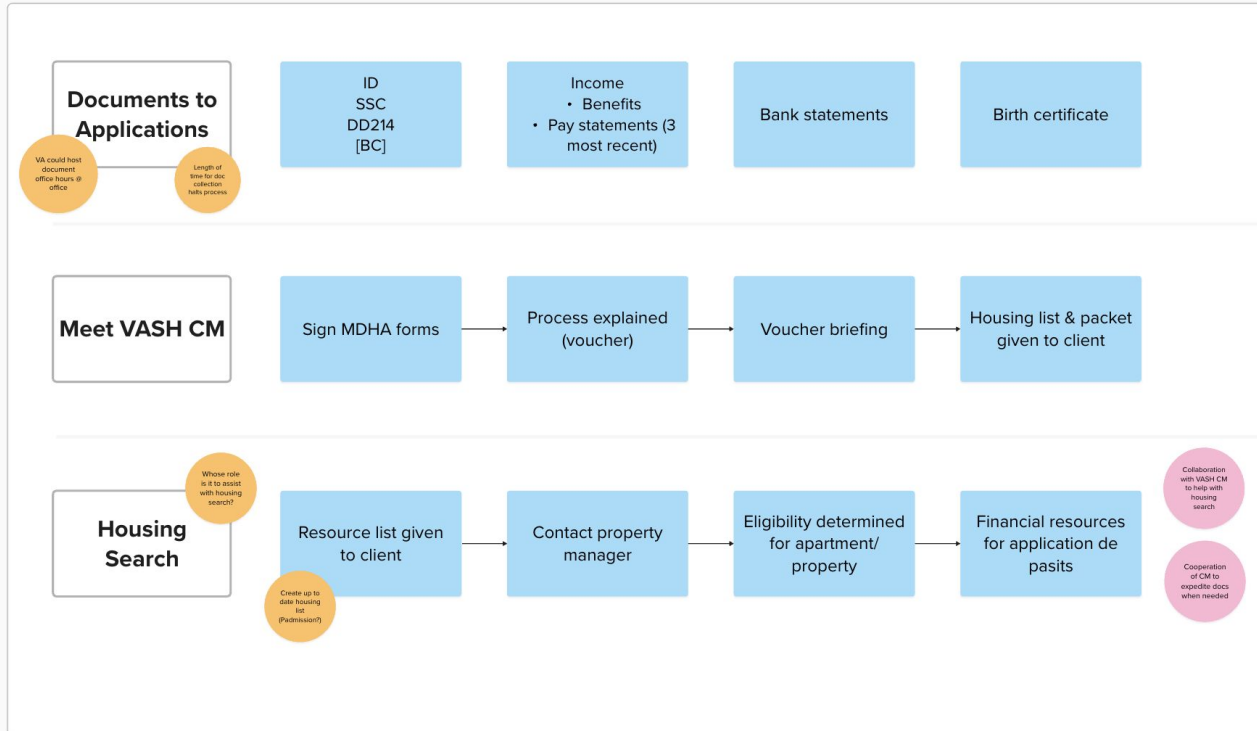 Documents to
Applications
VA could host
document
office hours @
office
Length of
time for doc
collection
halts process
ID
SSC
DD214
[BC]
Income
• Benefits
• Pay statements (3
most recent)
Bank statements
Birth certificate
Meet VASH CM
Sign MDHA forms
Process explained
(voucher)
Voucher briefing
Housing list & packet
given to client
Whose role
is it to assist
with housing
search?
Housing
Search
Resource list given
to client
Create up to
date housing
list
(Padmission?)
Contact property
manager
Eligibility determined
for apartment/
property
Financial resources
for application de
pasits
Collaboration
with VASH CM
to help with
housing
search
Cooperation
of CM to
expedite docs
when needed